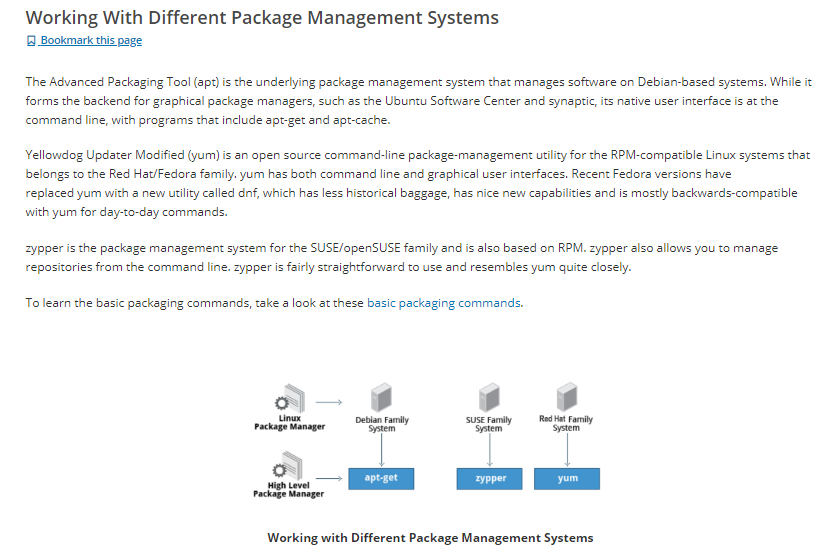 Working With Different Package Management Systems
Bookmark this page
The Advanced Packaging Tool (apt) is the underlying package management system that manages software on Debian-based systems. While it
forms the backend for graphical package managers, such as the Ubuntu Software Center and synaptic, its native user interface is at the
command line, with programs that include apt-get and apt-cache.
Yellowdog Updater Modified (yum) is an open source command-line package-management utility for the RPM-compatible Linux systems that
belongs to the Red Hat/Fedora family. yum has both command line and graphical user interfaces. Recent Fedora versions have
replaced yum with a new utility called dnf, which has less historical baggage, has nice new capabilities and is mostly backwards-compatible
with yum for day-to-day commands.
zypper is the package management system for the SUSE/openSUSE family and is also based on RPM. zypper also allows you to manage
repositories from the command line. zypper is fairly straightforward to use and resembles yum quite closely.
To learn the basic packaging commands, take a look at these basic packaging commands.
Linux
Package Manager
Debian Family
System
SUSE Family
System
Red Hat Family
System
High Level
Package Manager
apt-get
zypper
yum
Working with Different Package Management Systems